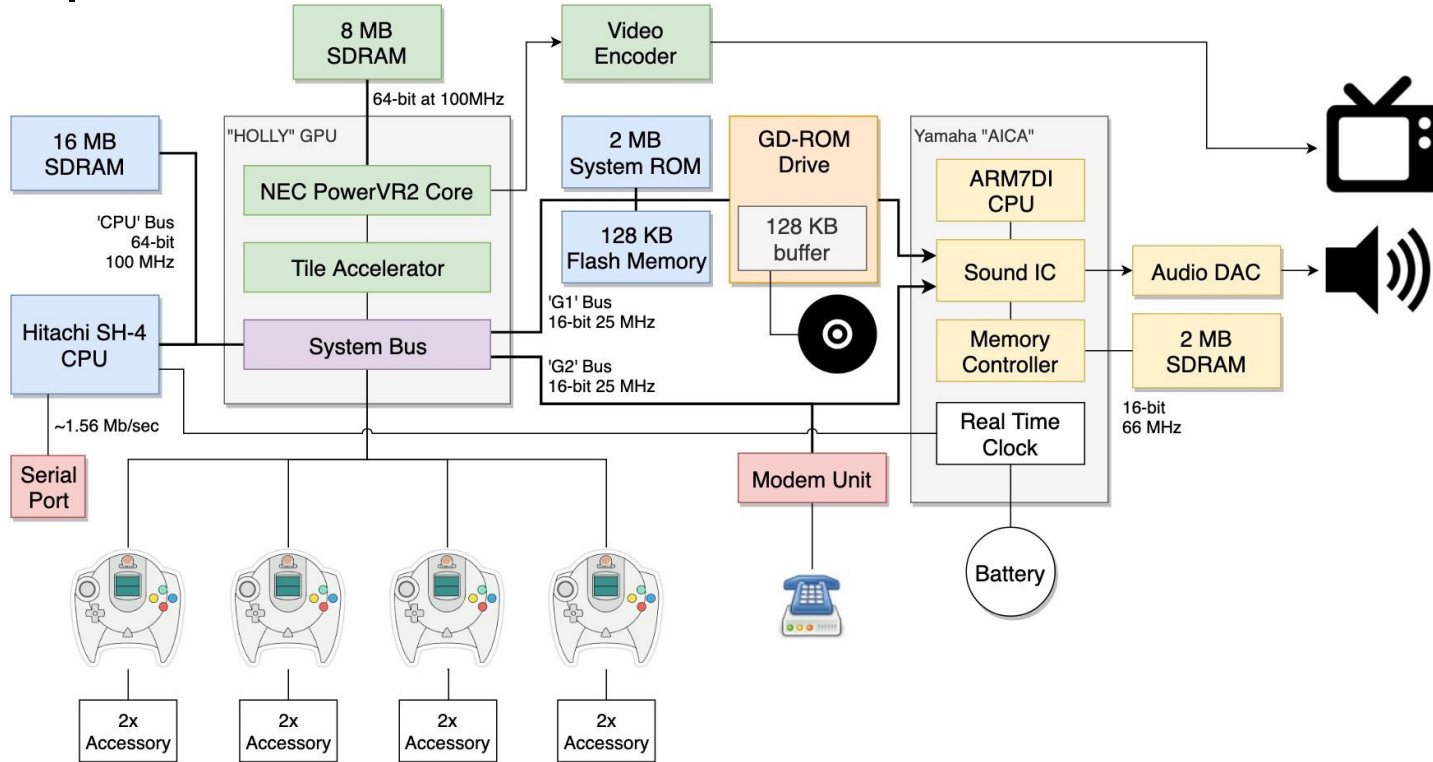 8 MB
SDRAM
Video
Encoder
64-bit at 100MHz
16 MB
SDRAM
"HOLLY" GPU
2 MB
System ROM
GD-ROM
Drive
Yamaha "AICA"
NEC PowerVR2 Core
ARM7DI
CPU
'CPU' Bus
64-bit
100 MHz
128 KB
Flash Memory
128 KB
buffer
Tile Accelerator
Sound IC
Audio DAC
'G1' Bus
16-bit 25 MHz
Hitachi SH-4
CPU
System Bus
Memory
Controller
2 MB
SDRAM
'G2' Bus
16-bit 25 MHz
16-bit
66 MHz
~1.56 Mb/sec
Real Time
Clock
Serial
Port
Modem Unit
Battery
2x
Accessory
2x
Accessory
2x
Accessory
2x
Accessory